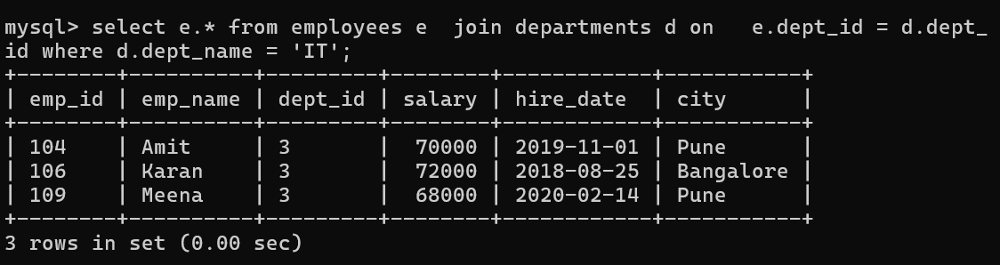 mysql> select e.* from employees e  join departments d on   e.dept_id = d.dept_
id where d.dept_name = 'IT';
+--------+----------+---------+--------+------------+-----------+
| emp_id | emp_name | dept_id | salary | hire_date  | city      |
+--------+----------+---------+--------+------------+-----------+
| 104    | Amit     | 3       |  70000 | 2019-11-01 | Pune      |
| 106    | Karan    | 3       |  72000 | 2018-08-25 | Bangalore |
| 109    | Meena    | 3       |  68000 | 2020-02-14 | Pune      |
+--------+----------+---------+--------+------------+-----------+
3 rows in set (0.00 sec)